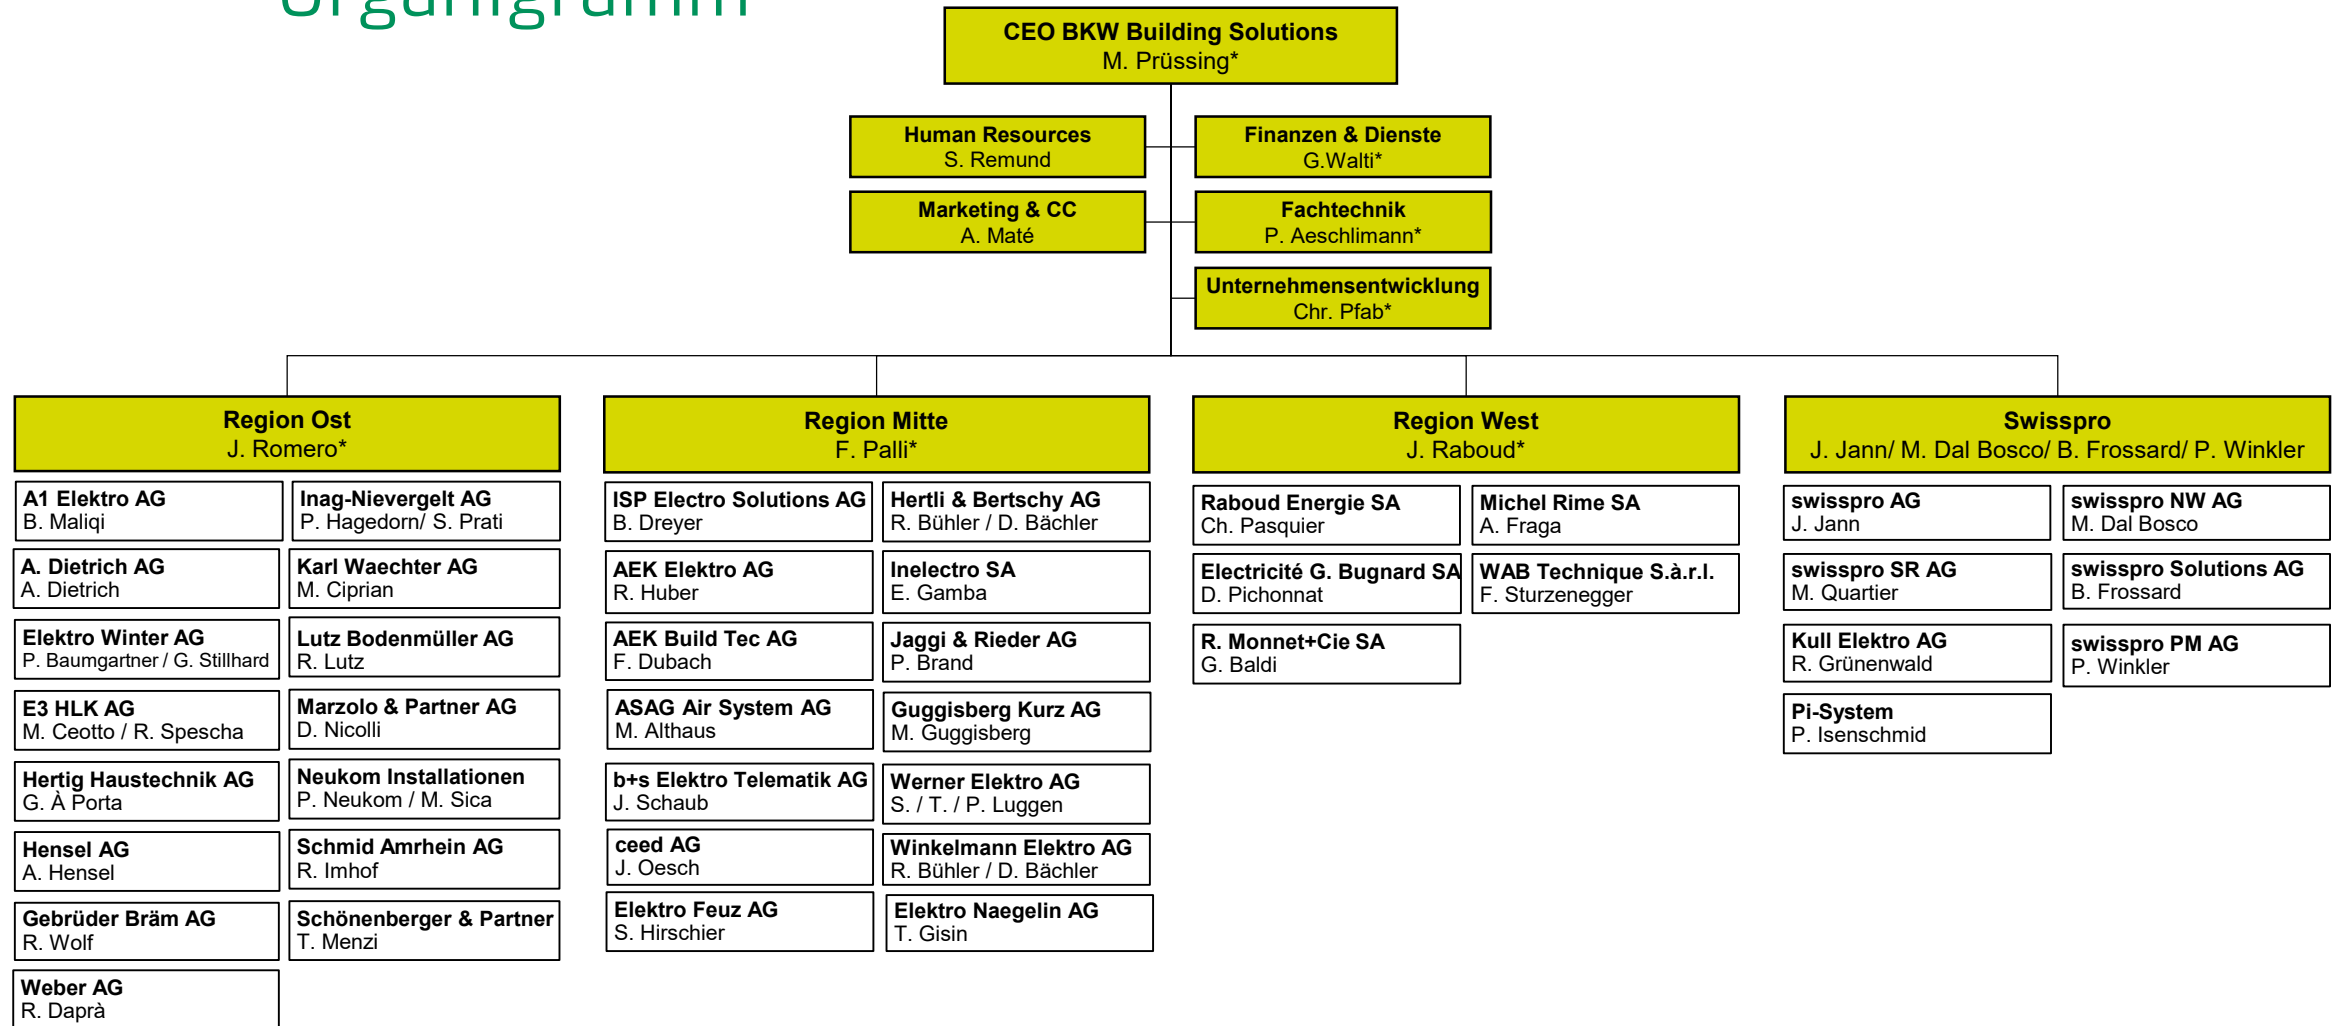 Organigramm
CEO BKW Building Solutions
M. Prüssing*
Human Resources
S. Remund
Finanzen & Dienste
G.Walti*
Marketing & CC
A. Maté
Fachtechnik
P. Aeschlimann*
Unternehmensentwicklung
Chr. Pfab*
Region Ost
J. Romero*
A1 Elektro AG
B. Maliqi
Inag-Nievergelt AG
P. Hagedorn/ S. Prati
A. Dietrich AG
A. Dietrich
Karl Waechter AG
M. Ciprian
Elektro Winter AG
P. Baumgartner / G. Stillhard
Lutz Bodenmüller AG
R. Lutz
E3 HLK AG
M. Ceotto / R. Spescha
Marzolo & Partner AG
D. Nicolli
Hertig Haustechnik AG
G. À Porta
Neukom Installationen
P. Neukom / M. Sica
Hensel AG
A. Hensel
Schmid Amrhein AG
R. Imhof
Gebrüder Bräm AG
R. Wolf
Schönenberger & Partner
T. Menzi
Weber AG
R. Daprà
Region Mitte
F. Palli*
ISP Electro Solutions AG
B. Dreyer
Hertli & Bertschy AG
R. Bühler / D. Bächler
AEK Elektro AG
R. Huber
Inelectro SA
E. Gamba
AEK Build Tec AG
F. Dubach
Jaggi & Rieder AG
P. Brand
ASAG Air System AG
M. Althaus
Guggisberg Kurz AG
M. Guggisberg
b+s Elektro Telematik AG
J. Schaub
Werner Elektro AG
S. / T. / P. Luggen
ceed AG
J. Oesch
Winkelmann Elektro AG
R. Bühler / D. Bächler
Elektro Feuz AG
S. Hirschier
Elektro Naegelin AG
T. Gisin
Region West
J. Raboud*
Raboud Energie SA
Ch. Pasquier
Michel Rime SA
A. Fraga
Electricité G. Bugnard SA
D. Pichonnat
WAB Technique S.à.r.l.
F. Sturzenegger
R. Monnet+Cie SA
G. Baldi
Swisspro
J. Jann/ M. Dal Bosco/ B. Frossard/ P. Winkler
swisspro AG
J. Jann
swisspro NW AG
M. Dal Bosco
swisspro SR AG
M. Quartier
swisspro Solutions AG
B. Frossard
Kull Elektro AG
R. Grünenwald
swisspro PM AG
P. Winkler
Pi-System
P. Isenschmid